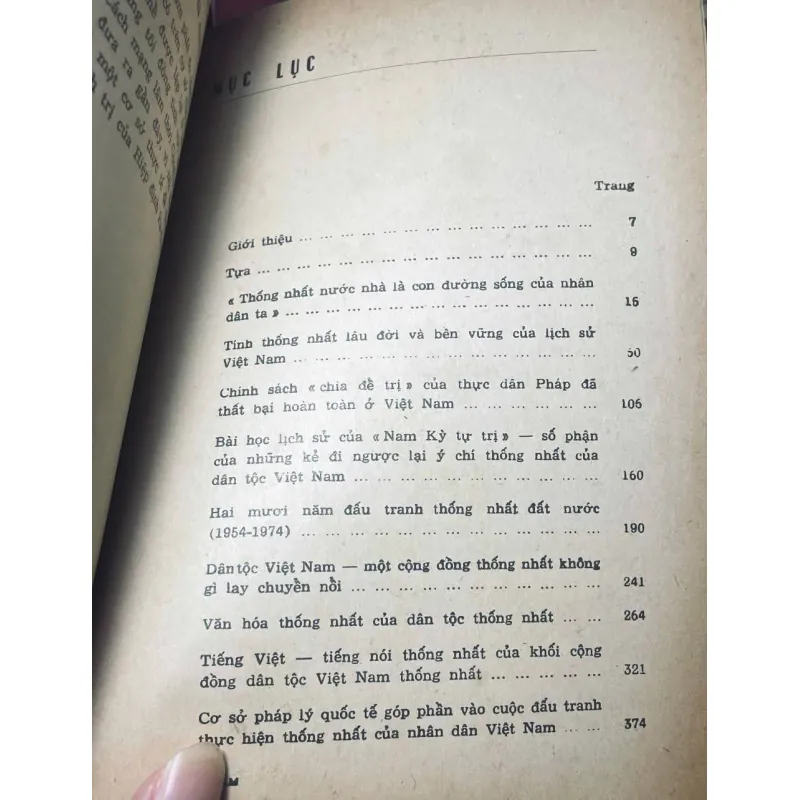 trị của Hiệp định
MỤC LỤC
Trang
Giới thiệu ... ... ... ... ... ... ... ... ... ... ... ... ... ... 7
Tựa ... ... ... ... ... ... ... ... ... ... ... ... ... ... ... ... 9
« Thống nhất nước nhà là con đường sống của nhân
dân ta » ... ... ... ... ... ... ... ... ... ... ... ... ... ... 16
Tính thống nhất lâu đời và bền vững của lịch sử
Việt Nam ... ... ... ... ... ... ... ... ... ... ... ... ... ... 50
Chính sách « chia để trị » của thực dân Pháp đã
thất bại hoàn toàn ở Việt Nam ... ... ... ... ... ... 106
Bài học lịch sử của « Nam Kỳ tự trị » — số phận
của những kẻ đi ngược lại ý chí thống nhất của
dân tộc Việt Nam ... ... ... ... ... ... ... ... ... ... ... 160
Hai mươi năm đấu tranh thống nhất đất nước
(1954-1974) ... ... ... ... ... ... ... ... ... ... ... ... ... 190
Dân tộc Việt Nam — một cộng đồng thống nhất không
gì lay chuyển nổi ... ... ... ... ... ... ... ... ... ... ... 241
Văn hóa thống nhất của dân tộc thống nhất ... ... 264
Tiếng Việt — tiếng nói thống nhất của khối cộng
đồng dân tộc Việt Nam thống nhất ... ... ... ... ... 321
Cơ sở pháp lý quốc tế góp phần vào cuộc đấu tranh
thực hiện thống nhất của nhân dân Việt Nam ... ... 374